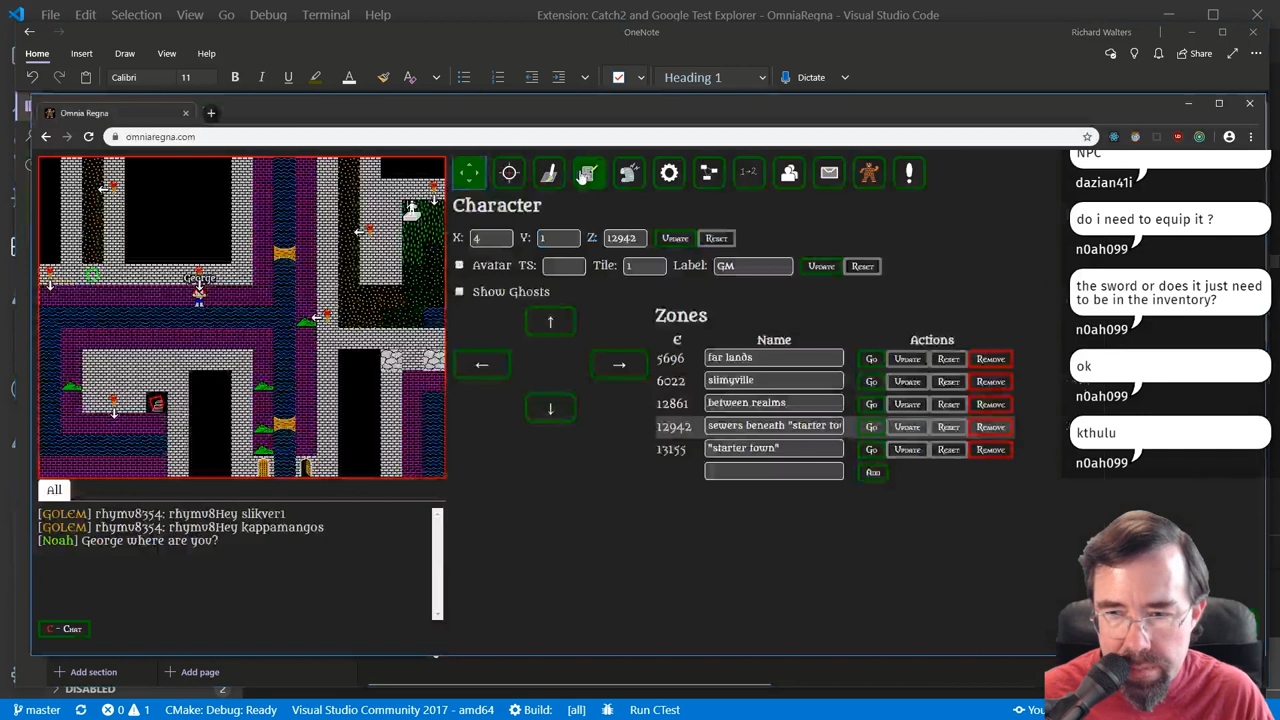 File Edit Selection View Go Debug Terminal Help Extension: Catch2 and Google Test Explorer - OmniaRegna - Visual Studio Code
OneNote Richard Walters
Home Insert Draw View Help Share
Calibri 11 B I U A Heading 1 Dictate
Omnia Regna
omniaregna.com
1-2
Character
X: 4 Y: 1 Z: 12942 Update Reset
Avatar TS: Tile: 1 Label: GM Update Reset
Show Ghosts
Zones
Z Name Actions
5696 far lands Go Update Reset Remove
6022 slimyville Go Update Reset Remove
12861 between realms Go Update Reset Remove
12942 sewers beneath "starter to Go Update Reset Remove
13155 "starter town" Go Update Reset Remove
Add
George
All
[GOLEM] rhymu8354: rhymu8Hey slikver1
[GOLEM] rhymu8354: rhymu8Hey kappamangos
[Noah] George where are you?
C - Chat
NPC
dazian41i
do i need to equip it ?
n0ah099
the sword or does it just need
to be in the inventory?
n0ah099
ok
n0ah099
kthulu
n0ah099
Add section Add page
DISABLED 2
master 0 1 CMake: Debug: Ready Visual Studio Community 2017 - amd64 Build: [all] Run CTest